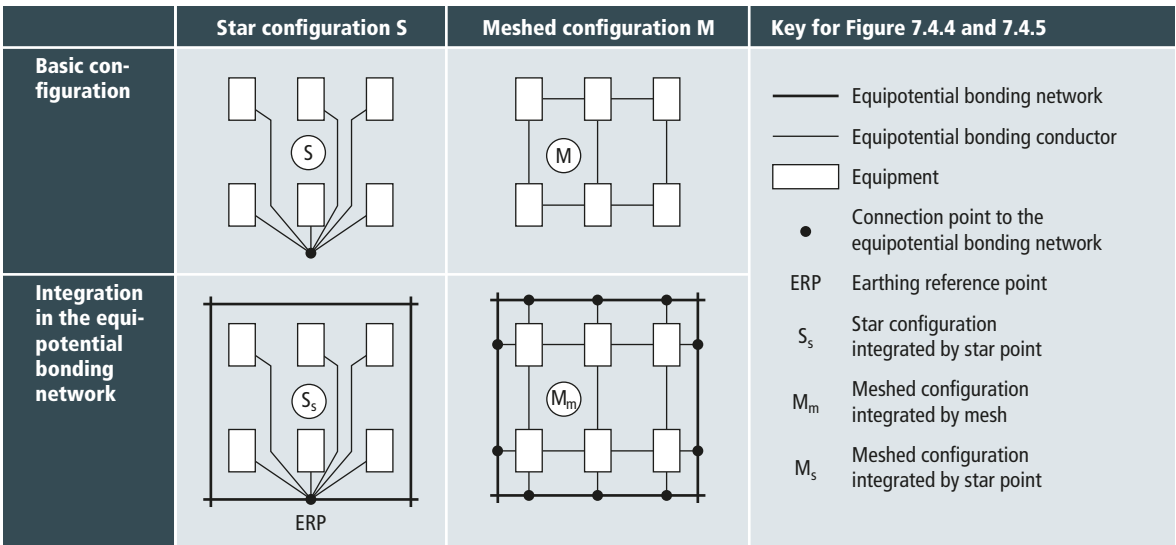 Star configuration S
Meshed configuration M
Key for Figure 7.4.4 and 7.4.5
Basic con-
figuration
S
M
Equipotential bonding network
Equipotential bonding conductor
Equipment
Connection point to the
equipotential bonding network
ERP Earthing reference point
Ss Star configuration
integrated by star point
Mm Meshed configuration
integrated by mesh
Ms Meshed configuration
integrated by star point
Integration
in the equi-
potential
bonding
network
Ss
ERP
Mm